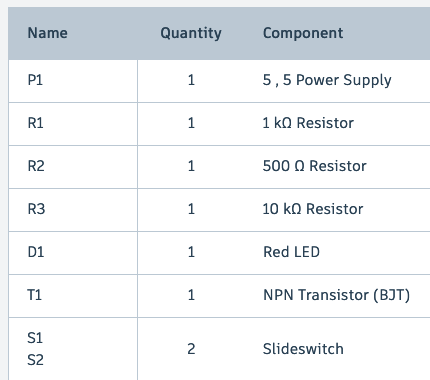 Name Quantity Component
P1 1 5 , 5 Power Supply
R1 1 1 kΩ Resistor
R2 1 500 Ω Resistor
R3 1 10 kΩ Resistor
D1 1 Red LED
T1 1 NPN Transistor (BJT)
S1
S2 2 Slideswitch